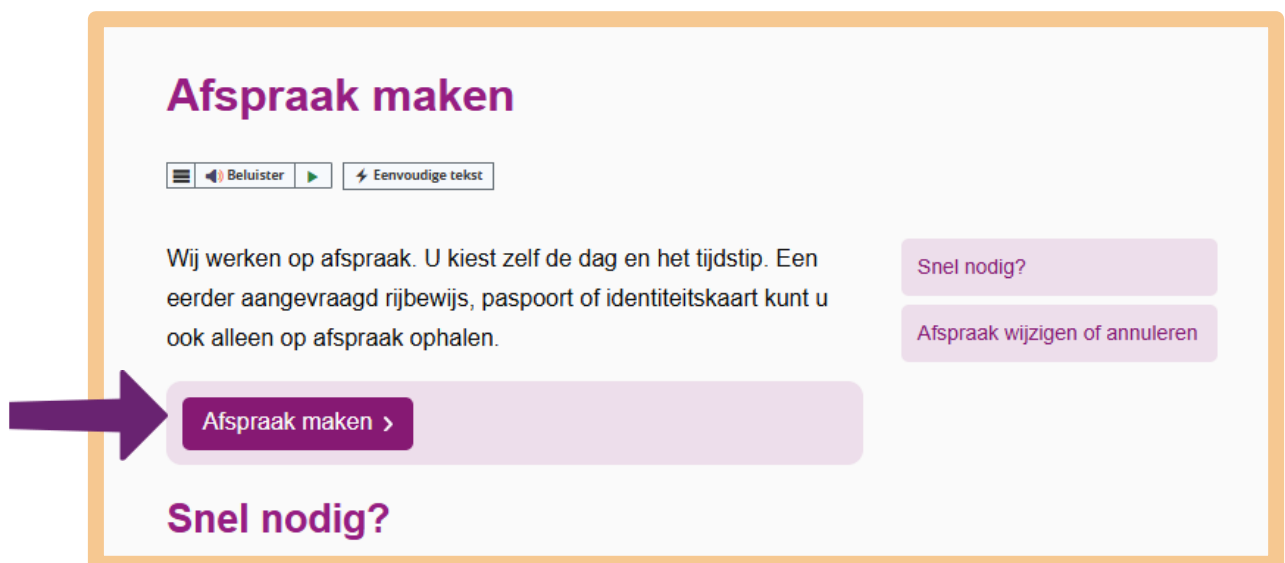 Afspraak maken
Beluister
Eenvoudige tekst
Wij werken op afspraak. U kiest zelf de dag en het tijdstip. Een
eerder aangevraagd rijbewijs, paspoort of identiteitskaart kunt u
ook alleen op afspraak ophalen.
Snel nodig?
Afspraak wijzigen of annuleren
Afspraak maken
Snel nodig?